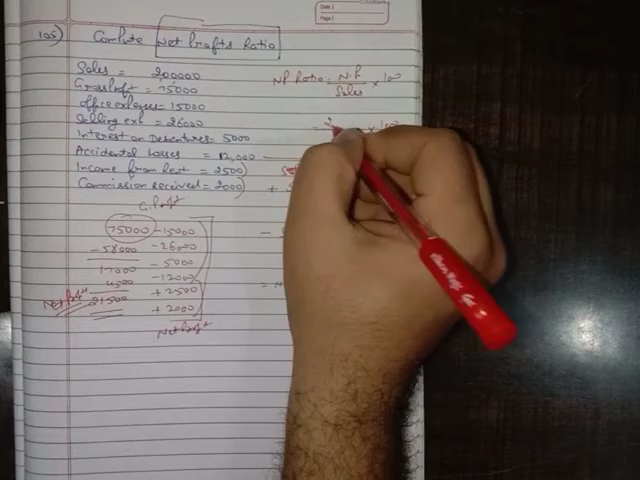 105) Compute Net Profits Ratio
Sales = 200000
Gross Profit = 75000
office expenses = 15000
Selling exp = 26000
Interest on Debentures = 5000
Accidental Losses = 12,000
Income from Rent = 2500)
Commission received = 2000)
NP Ratio = N.P / Sales × 100
= 2 × 100
G. Profit
75000 - 15000
- 58000 - 26000
17000 - 5000
4500 - 12000
Net Profit 21500 + 2500
+ 2000
Net Profit